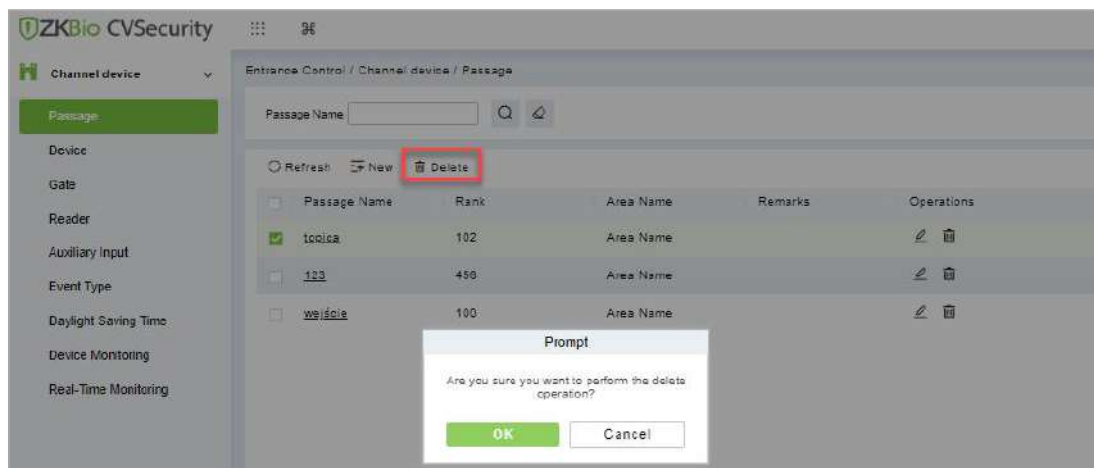 ZKBio CVSecurity
Channel device
Entrance Control / Channel device / Passage
Passage
Passage Name
Device
Refresh New Delete
Gate
Passage Name Rank Area Name Remarks Operations
Reader
topica 102 Area Name
Auxiliary Input
123 456 Area Name
Event Type
wejście 100 Area Name
Daylight Saving Time
Prompt
Device Monitoring
Are you sure you want to perform the delete
operation?
Real-Time Monitoring
OK Cancel